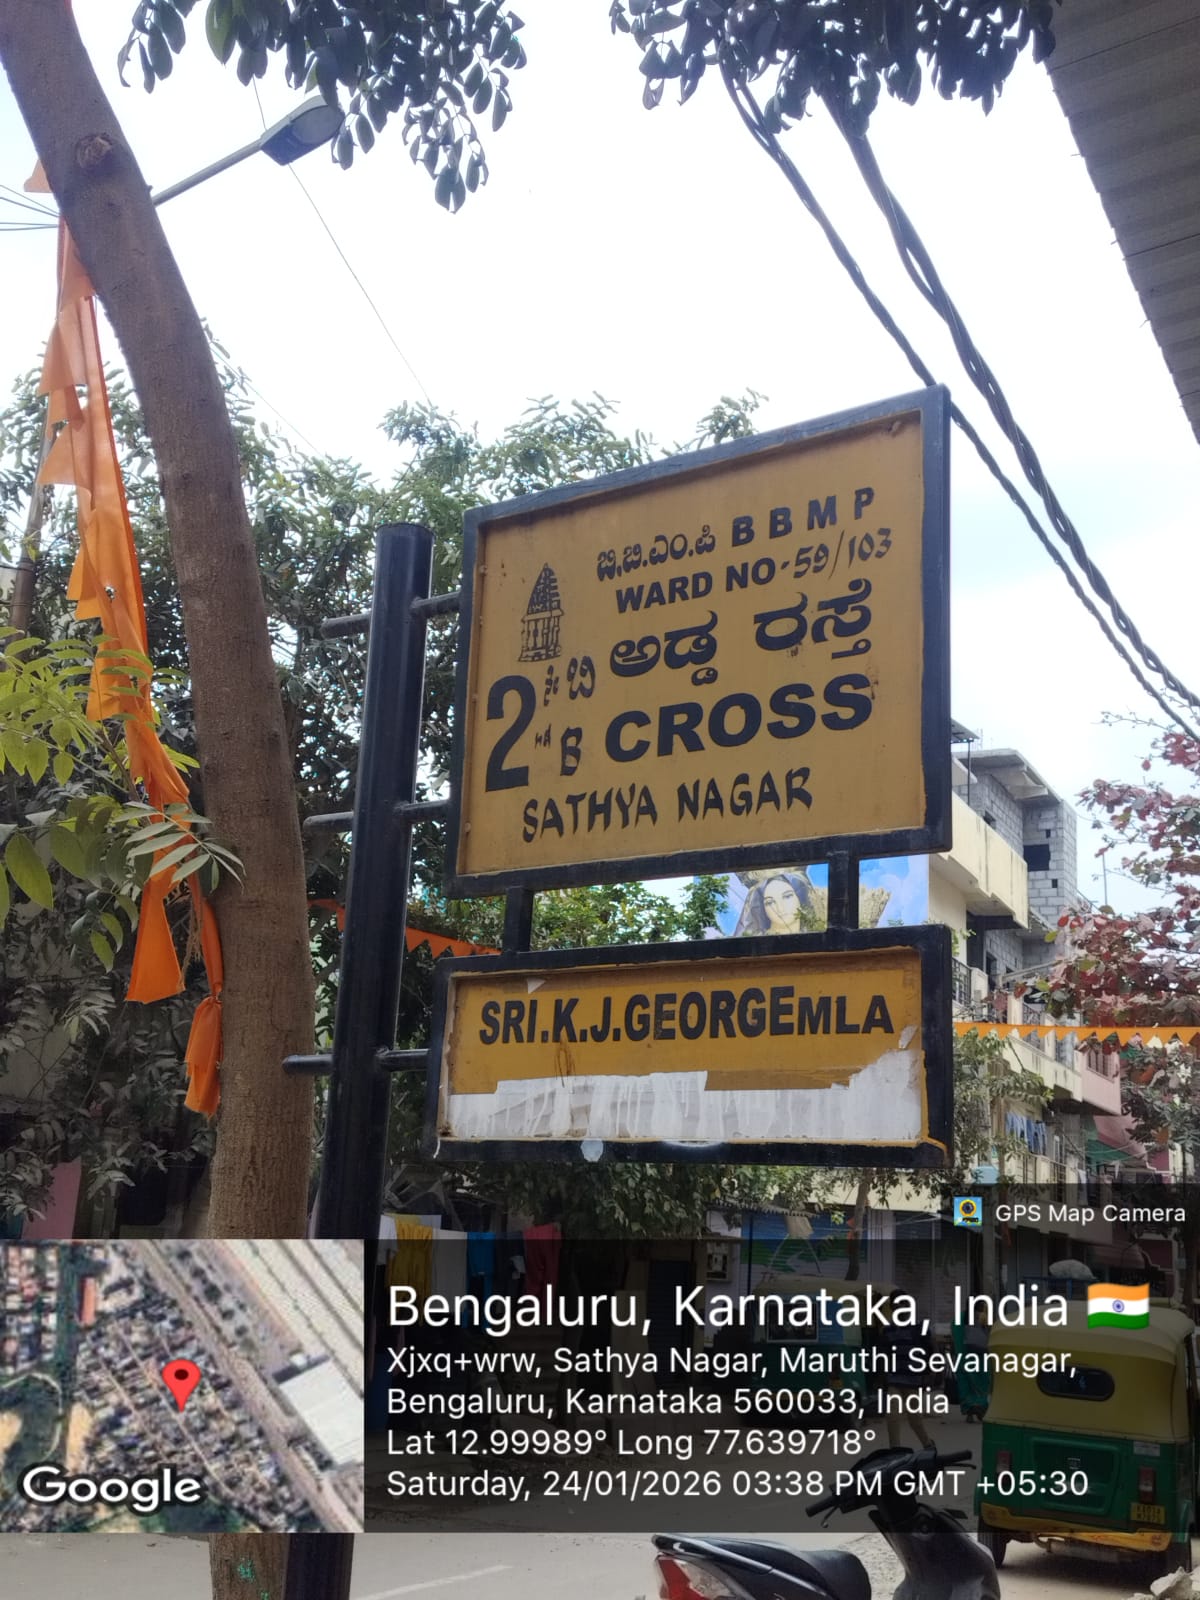 ಬಿ.ಬಿ.ಎಂ.ಪಿ B B M P
WARD NO-59/103
2ನೇ ಬಿ ಅಡ್ಡ ರಸ್ತೆ
2nd B CROSS
SATHYA NAGAR
SRI.K.J.GEORGE MLA
GPS Map Camera
Bengaluru, Karnataka, India
Xjxq+wrw, Sathya Nagar, Maruthi Sevanagar,
Bengaluru, Karnataka 560033, India
Lat 12.99989° Long 77.639718°
Saturday, 24/01/2026 03:38 PM GMT +05:30
Google